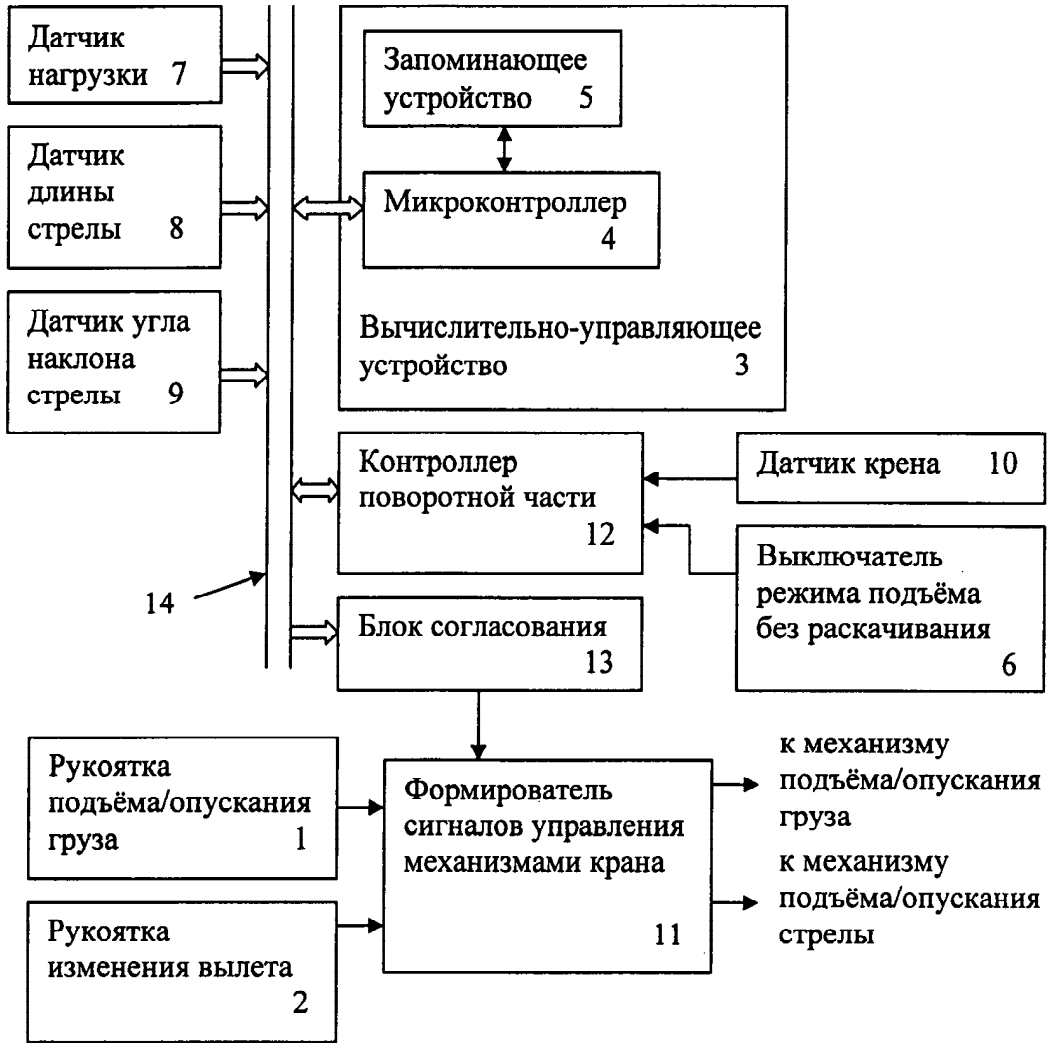 Датчик
нагрузки 7
Датчик
длины
стрелы 8
Датчик угла
наклона
стрелы 9
Запоминающее
устройство 5
Микроконтроллер
4
Вычислительно-управляющее
устройство 3
Контроллер
поворотной части
12
Датчик крена 10
Выключатель
режима подъёма
без раскачивания
6
14
Блок согласования
13
Рукоятка
подъёма/опускания
груза 1
Рукоятка
изменения вылета
2
Формирователь
сигналов управления
механизмами крана
11
к механизму
подъёма/опускания
груза
к механизму
подъёма/опускания
стрелы